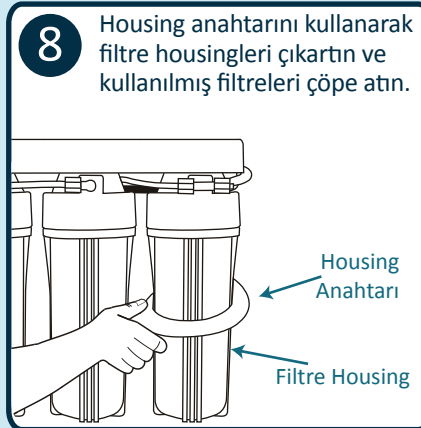 8
Housing anahtarını kullanarak
filtre housingleri çıkartın ve
kullanılmış filtreleri çöpe atın.
Housing
Anahtarı
Filtre Housing